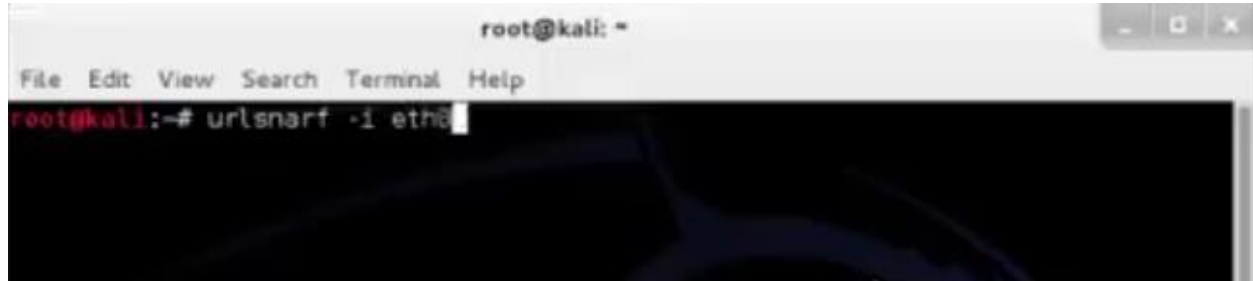 root@kali: ~
File Edit View Search Terminal Help
root@kali:~# urlsnarf -i eth0